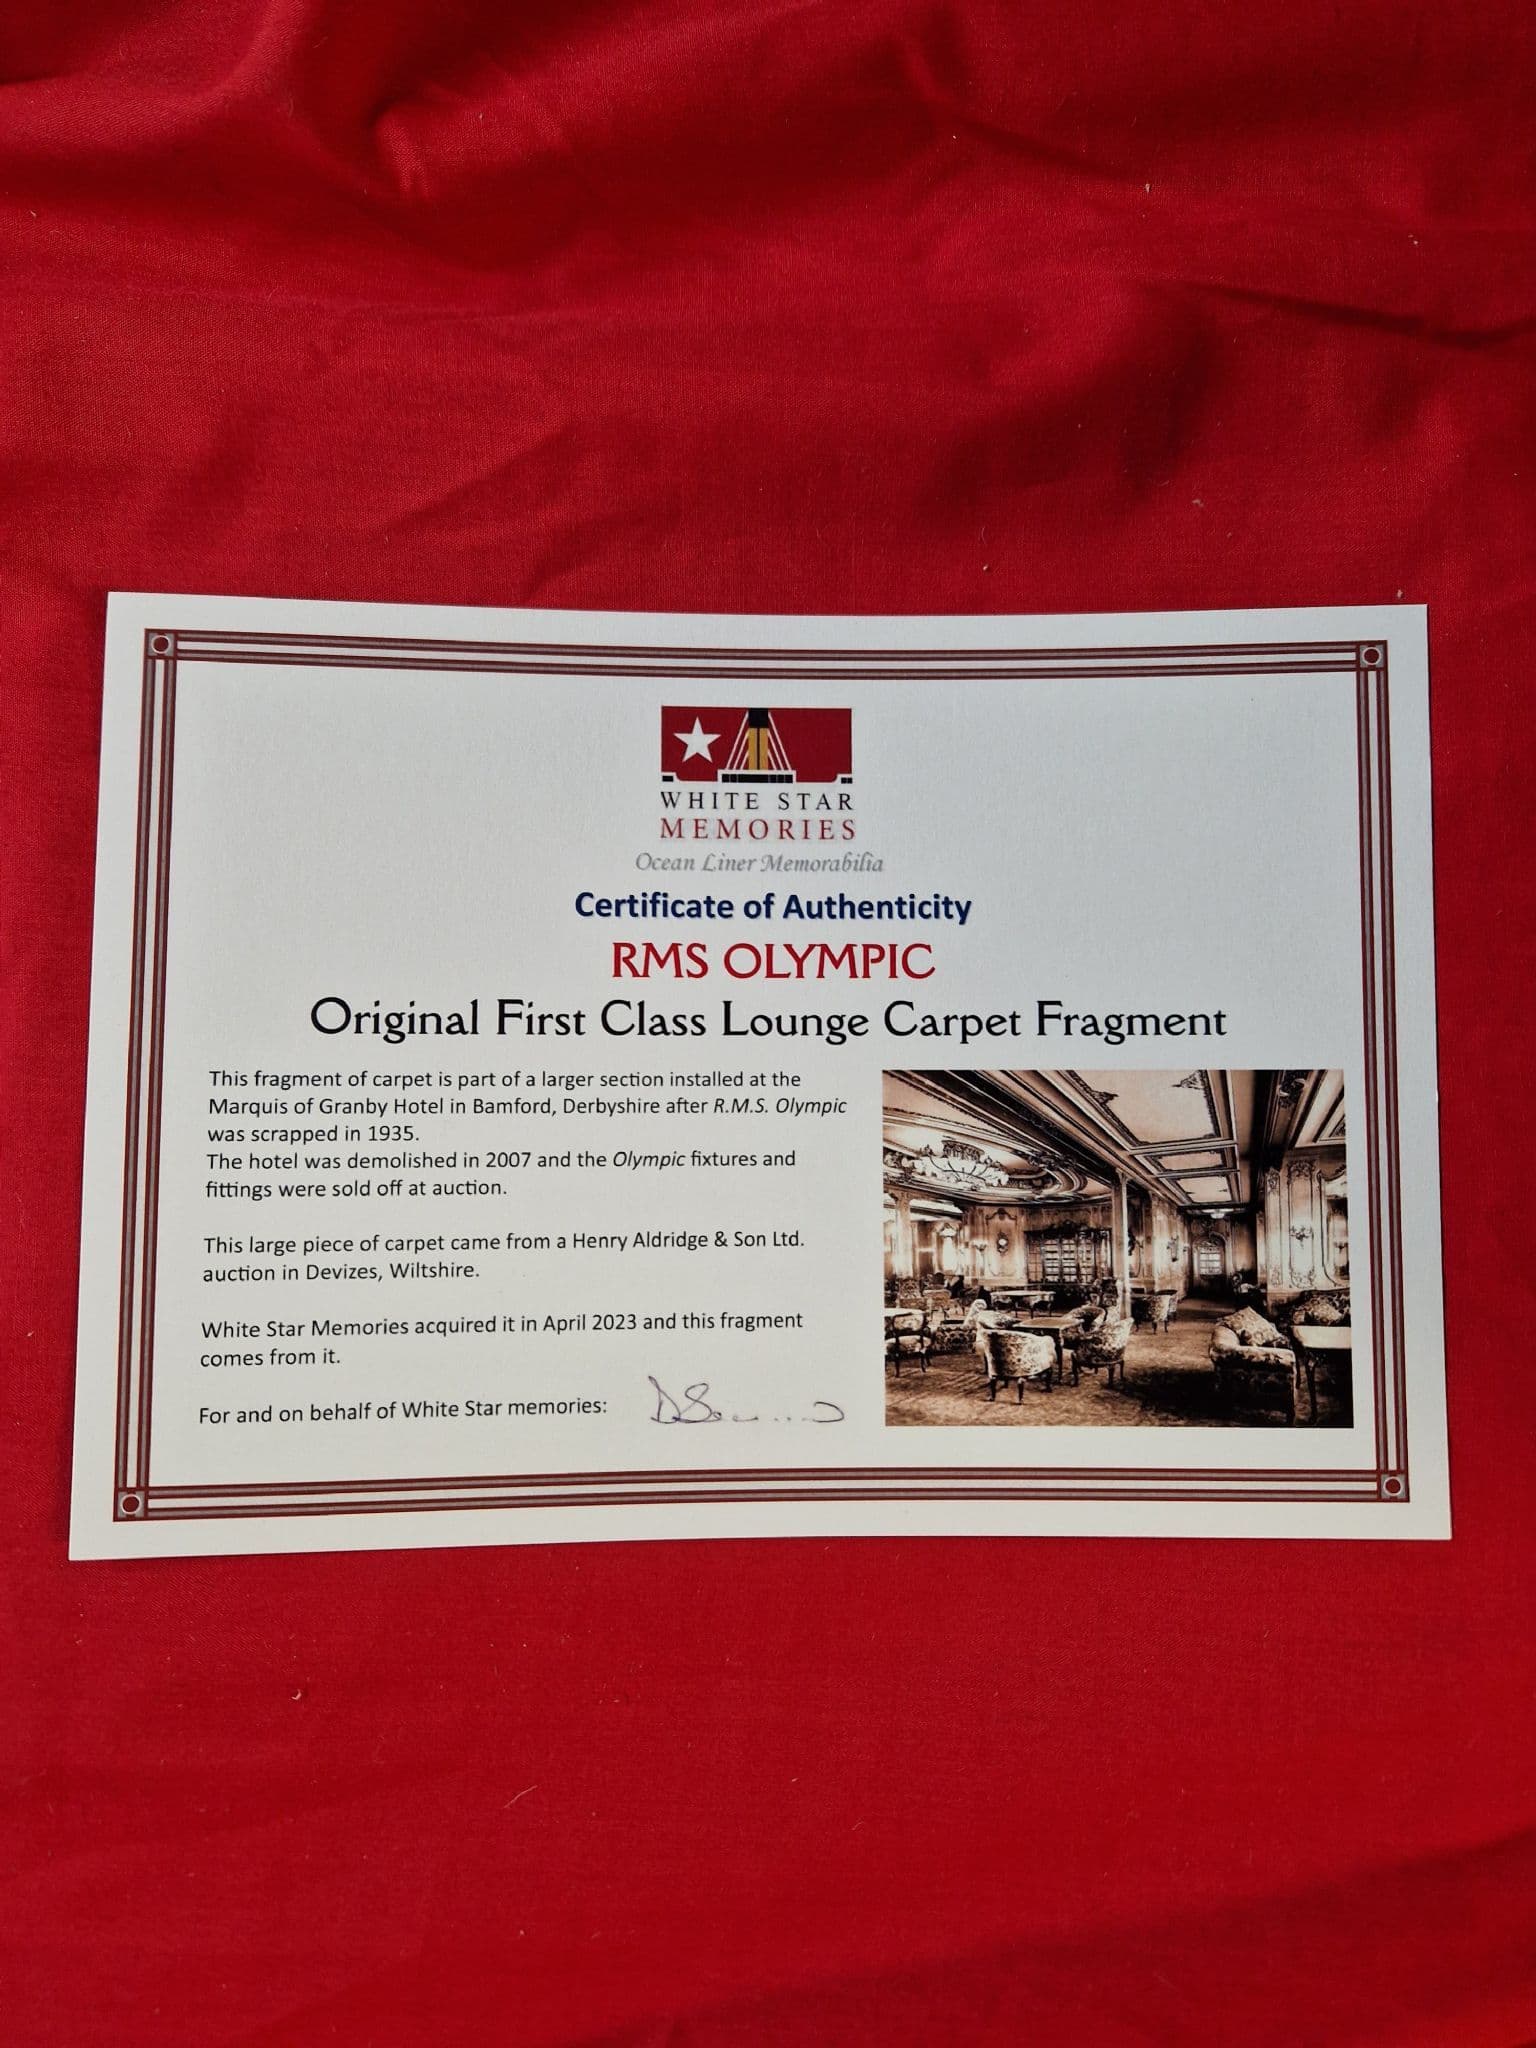 WHITE STAR
MEMORIES
Ocean Liner Memorabilia
Certificate of Authenticity
RMS OLYMPIC
Original First Class Lounge Carpet Fragment
This fragment of carpet is part of a larger section installed at the
Marquis of Granby Hotel in Bamford, Derbyshire after R.M.S. Olympic
was scrapped in 1935.
The hotel was demolished in 2007 and the Olympic fixtures and
fittings were sold off at auction.
This large piece of carpet came from a Henry Aldridge & Son Ltd.
auction in Devizes, Wiltshire.
White Star Memories acquired it in April 2023 and this fragment
comes from it.
For and on behalf of White Star memories: